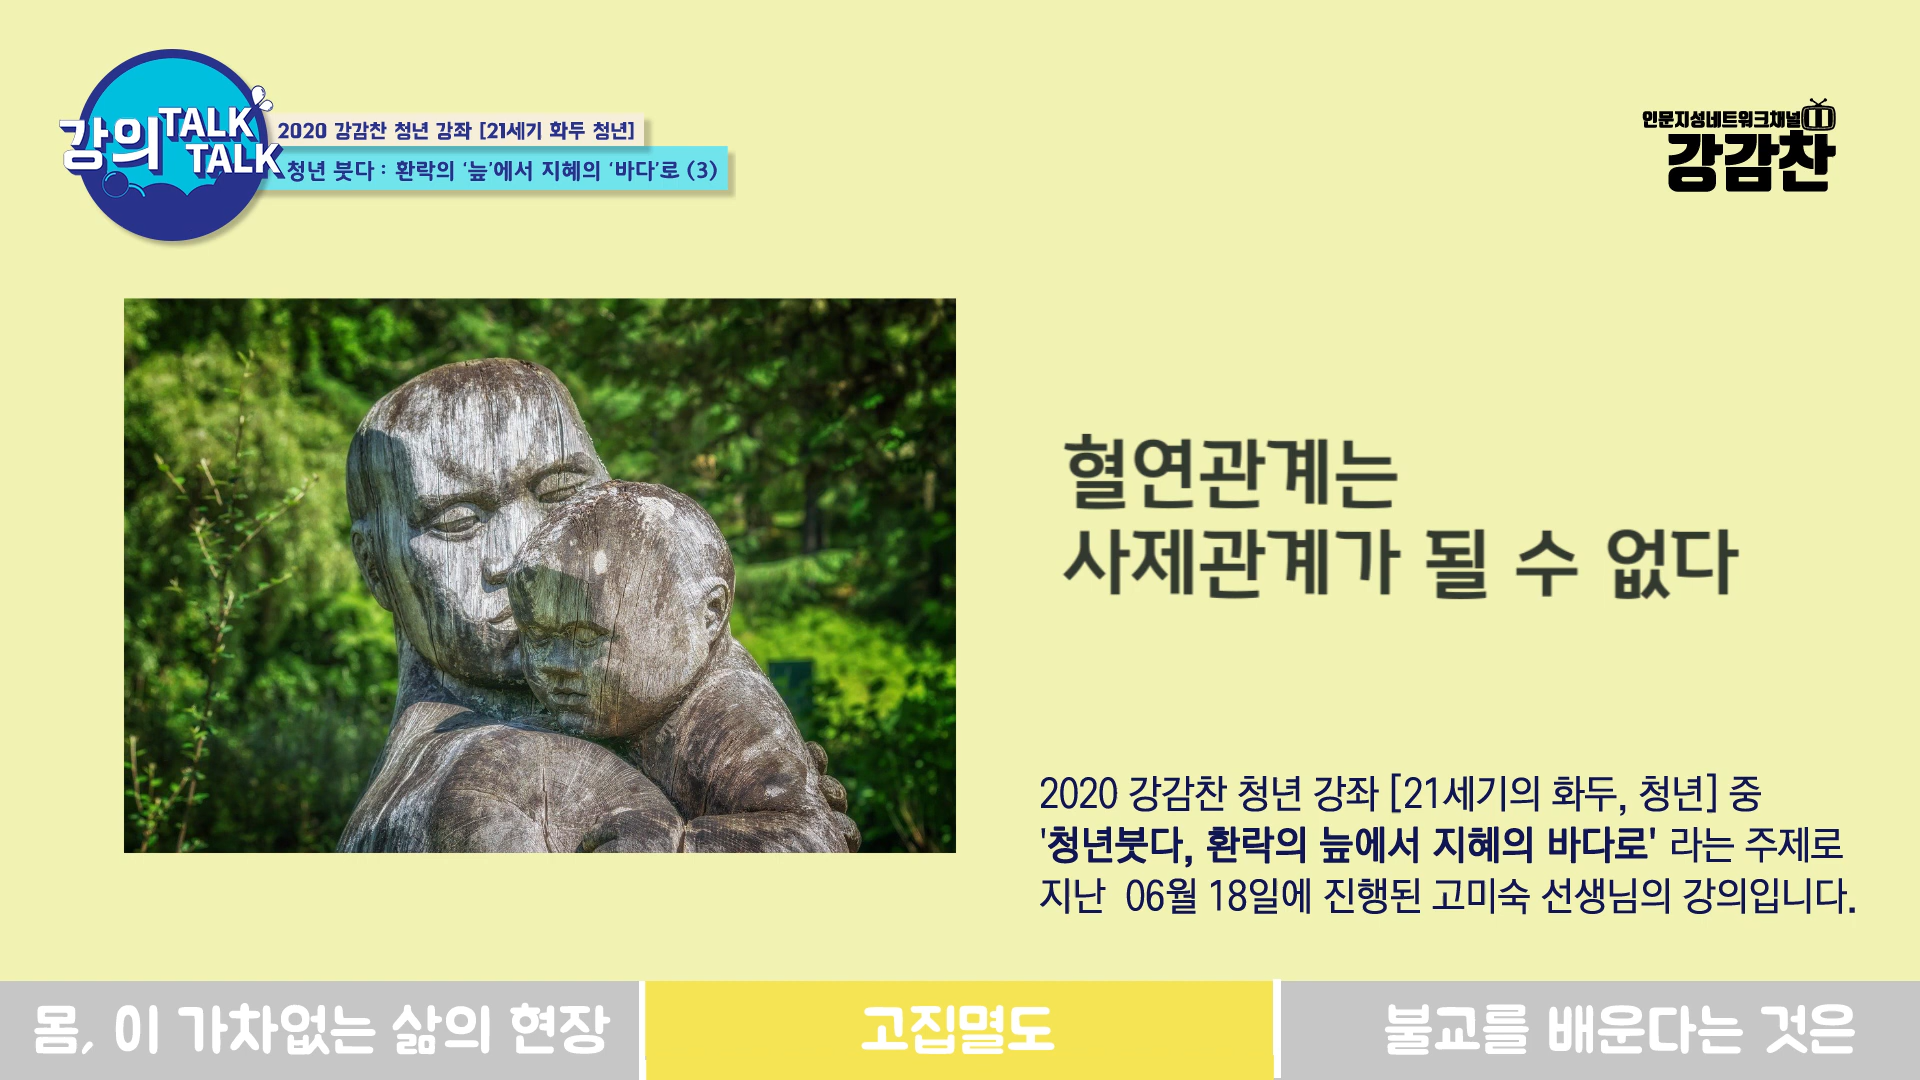 강의 TALK TALK
2020 강감찬 청년 강좌 [21세기 화두 청년]
청년 붓다 : 환락의 ‘늪’에서 지혜의 ‘바다’로 (3)
인문지성네트워크채널
강감찬
혈연관계는
사제관계가 될 수 없다
2020 강감찬 청년 강좌 [21세기의 화두, 청년] 중
'청년붓다, 환락의 늪에서 지혜의 바다로' 라는 주제로
지난 06월 18일에 진행된 고미숙 선생님의 강의입니다.
몸, 이 가차없는 삶의 현장
고집멸도
불교를 배운다는 것은